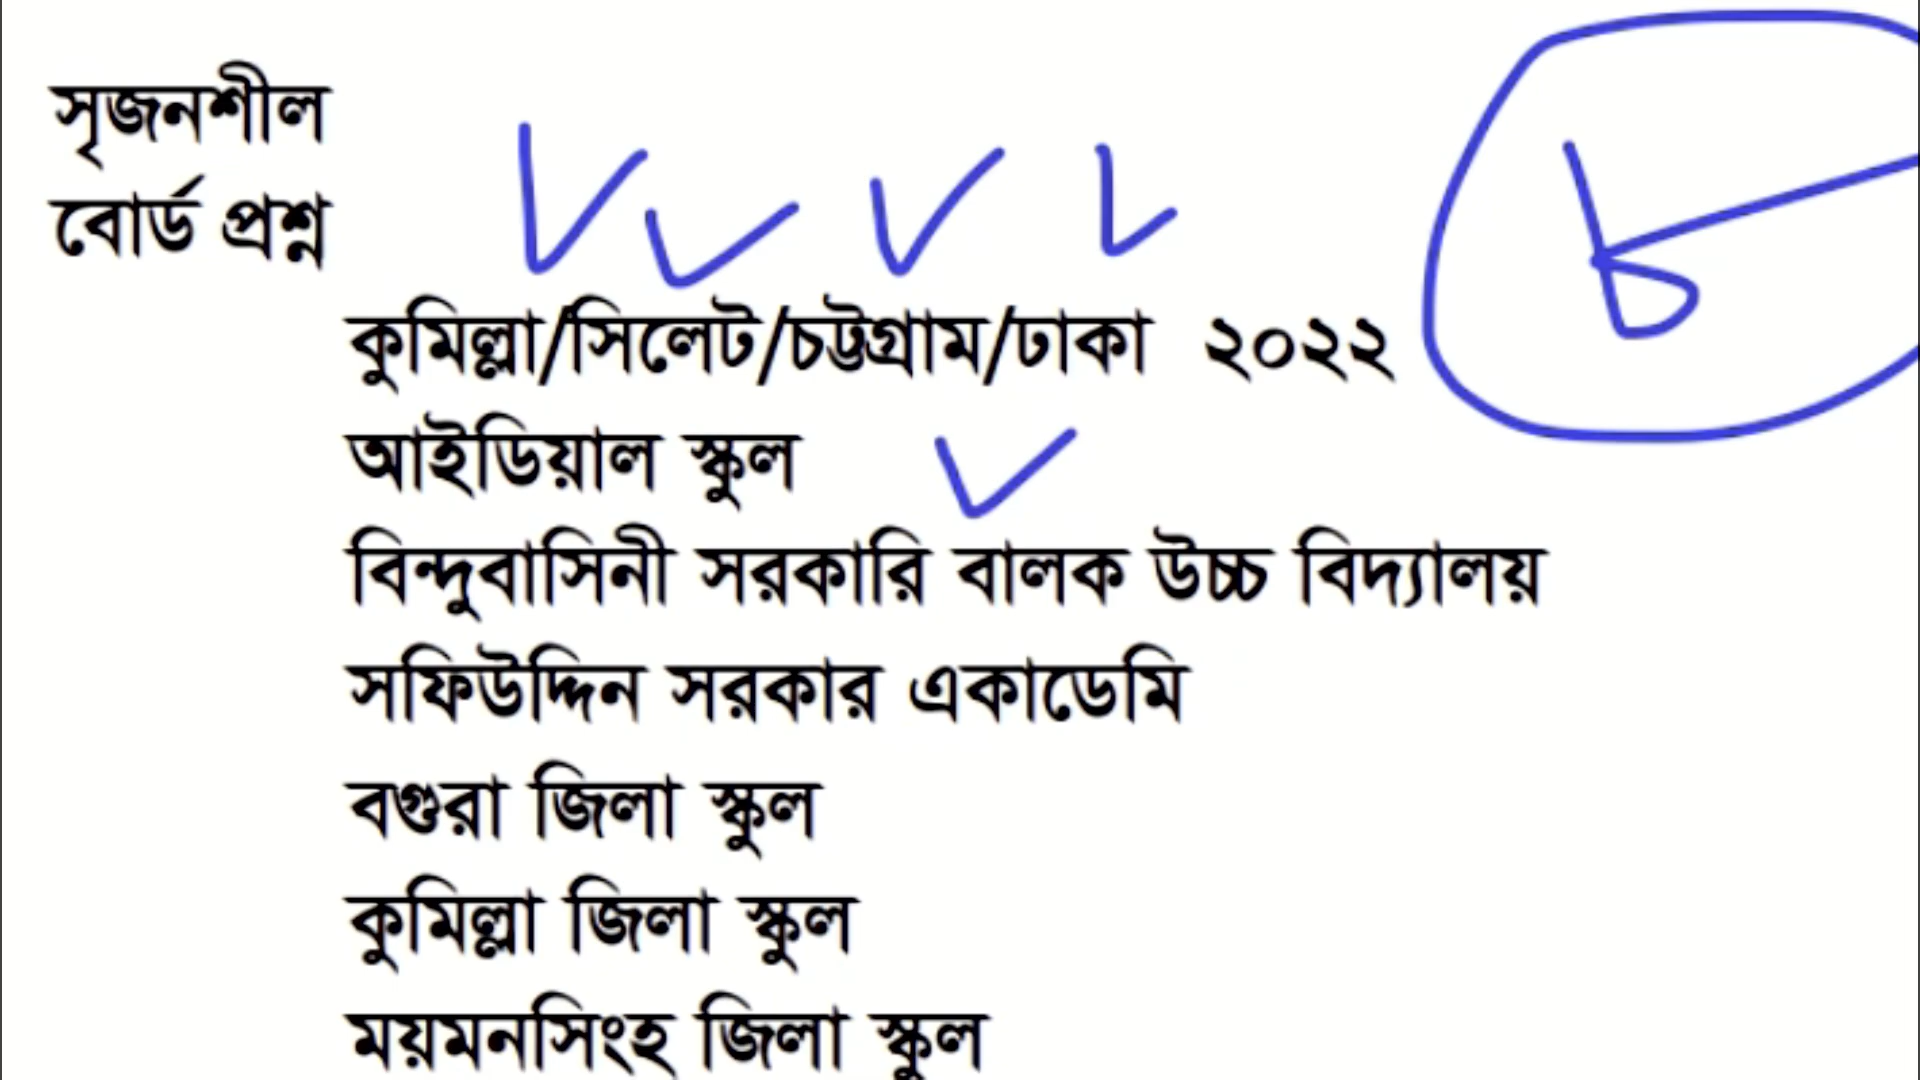 সৃজনশীল
বোর্ড প্রশ্ন
কুমিল্লা/সিলেট/চট্টগ্রাম/ঢাকা ২০২২
আইডিয়াল স্কুল
বিন্দুবাসিনী সরকারি বালক উচ্চ বিদ্যালয়
সফিউদ্দিন সরকার একাডেমি
বগুরা জিলা স্কুল
কুমিল্লা জিলা স্কুল
ময়মনসিংহ জিলা স্কুল